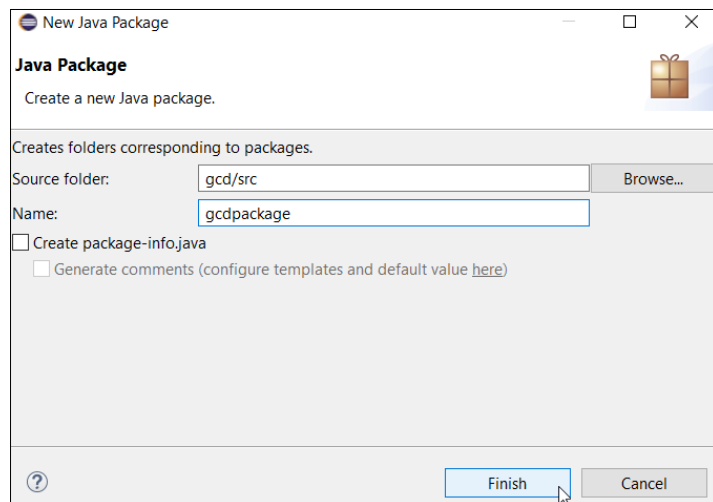 New Java Package
Java Package
Create a new Java package.
Creates folders corresponding to packages.
Source folder: gcd/src Browse...
Name: gcdpackage
Create package-info.java
Generate comments (configure templates and default value here)
? Finish Cancel